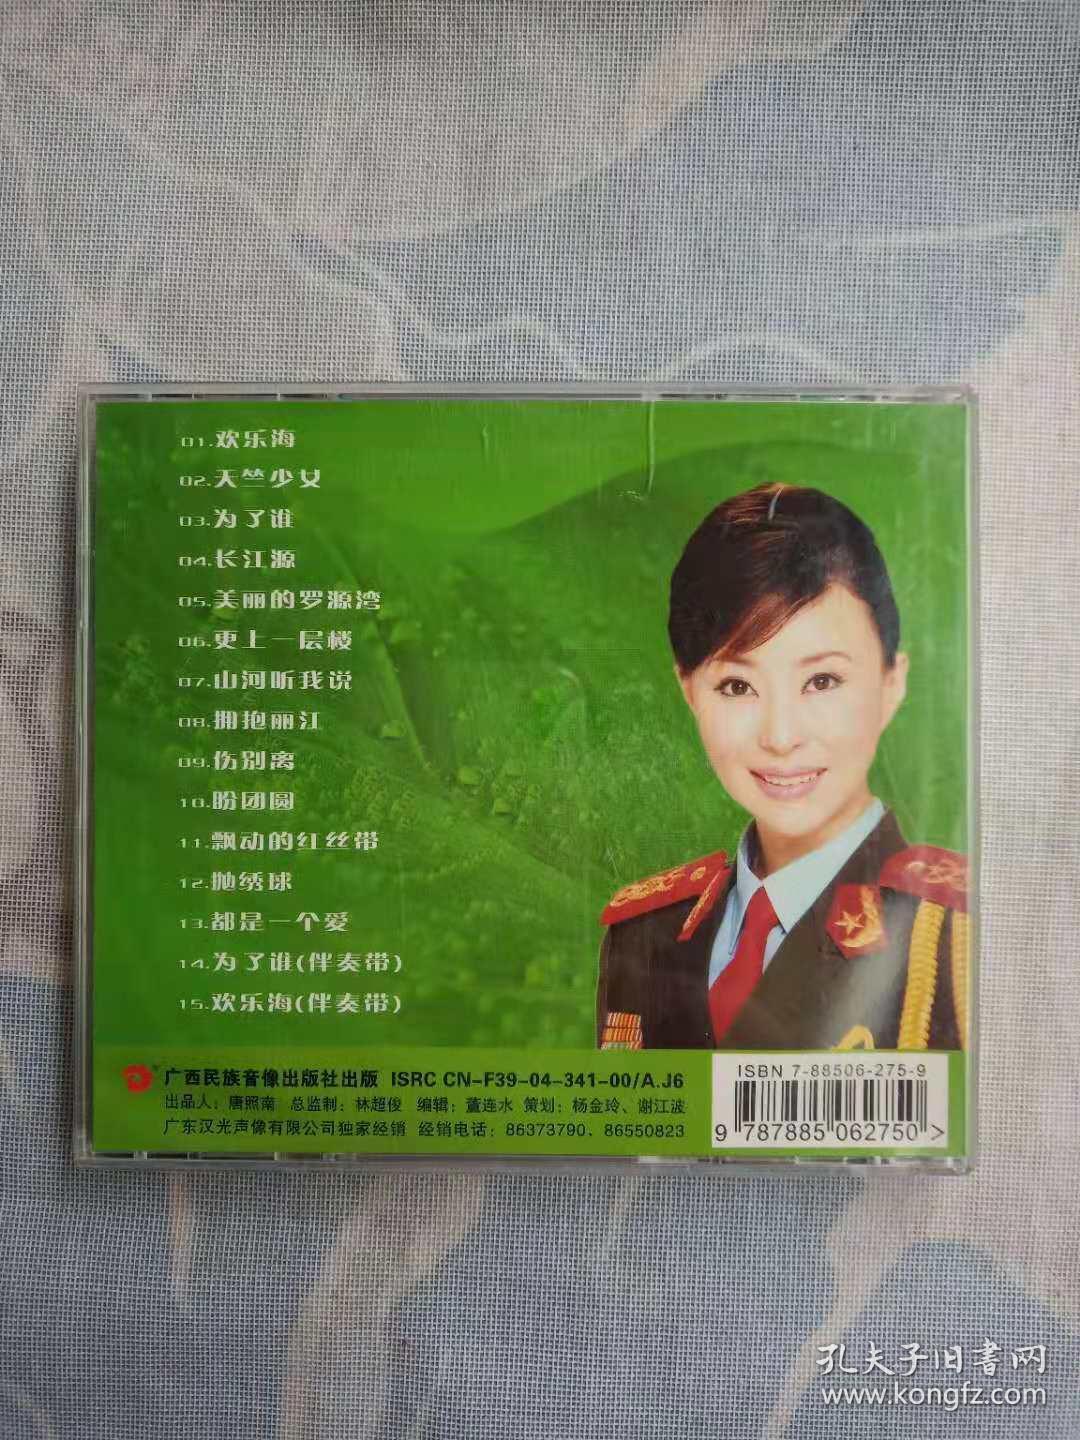 01.欢乐海
02.天竺少女
03.为了谁
04.长江源
05.美丽的罗源湾
06.更上一层楼
07.山河听我说
08.拥抱丽江
09.伤别离
10.盼团圆
11.飘动的红丝带
12.抛绣球
13.都是一个爱
14.为了谁(伴奏带)
15.欢乐海(伴奏带)
广西民族音像出版社出版 ISRC CN-F39-04-341-00/A.J6
出品人：唐照南 总监制：林超俊 编辑：董连水 策划：杨金玲、谢江波
广东汉光声像有限公司独家经销 经销电话：86373790、86550823
ISBN 7-88506-275-9
9 787885 062750 >
孔夫子旧書网
www.kongfz.com